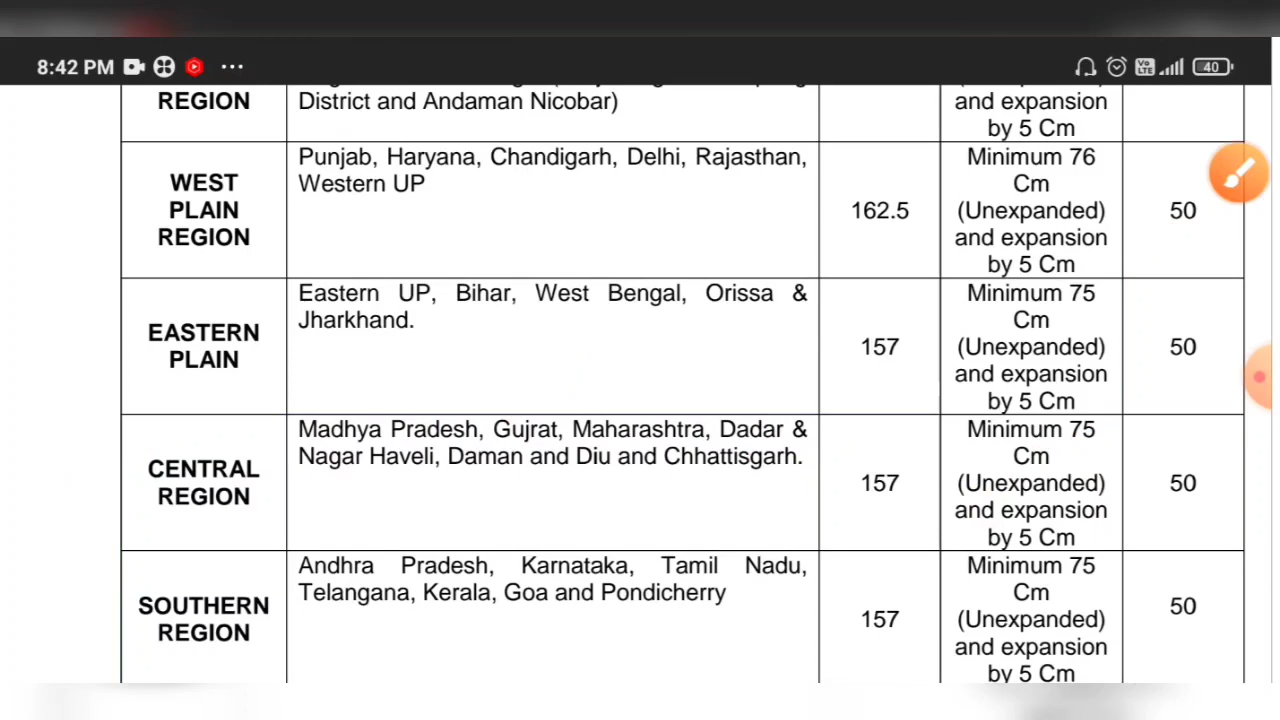 8:42 PM
40
REGION
District and Andaman Nicobar)
and expansion
by 5 Cm
WEST
PLAIN
REGION
Punjab, Haryana, Chandigarh, Delhi, Rajasthan,
Western UP
162.5
Minimum 76
Cm
(Unexpanded)
and expansion
by 5 Cm
50
EASTERN
PLAIN
Eastern UP, Bihar, West Bengal, Orissa &
Jharkhand.
157
Minimum 75
Cm
(Unexpanded)
and expansion
by 5 Cm
50
CENTRAL
REGION
Madhya Pradesh, Gujrat, Maharashtra, Dadar &
Nagar Haveli, Daman and Diu and Chhattisgarh.
157
Minimum 75
Cm
(Unexpanded)
and expansion
by 5 Cm
50
SOUTHERN
REGION
Andhra Pradesh, Karnataka, Tamil Nadu,
Telangana, Kerala, Goa and Pondicherry
157
Minimum 75
Cm
(Unexpanded)
and expansion
by 5 Cm
50